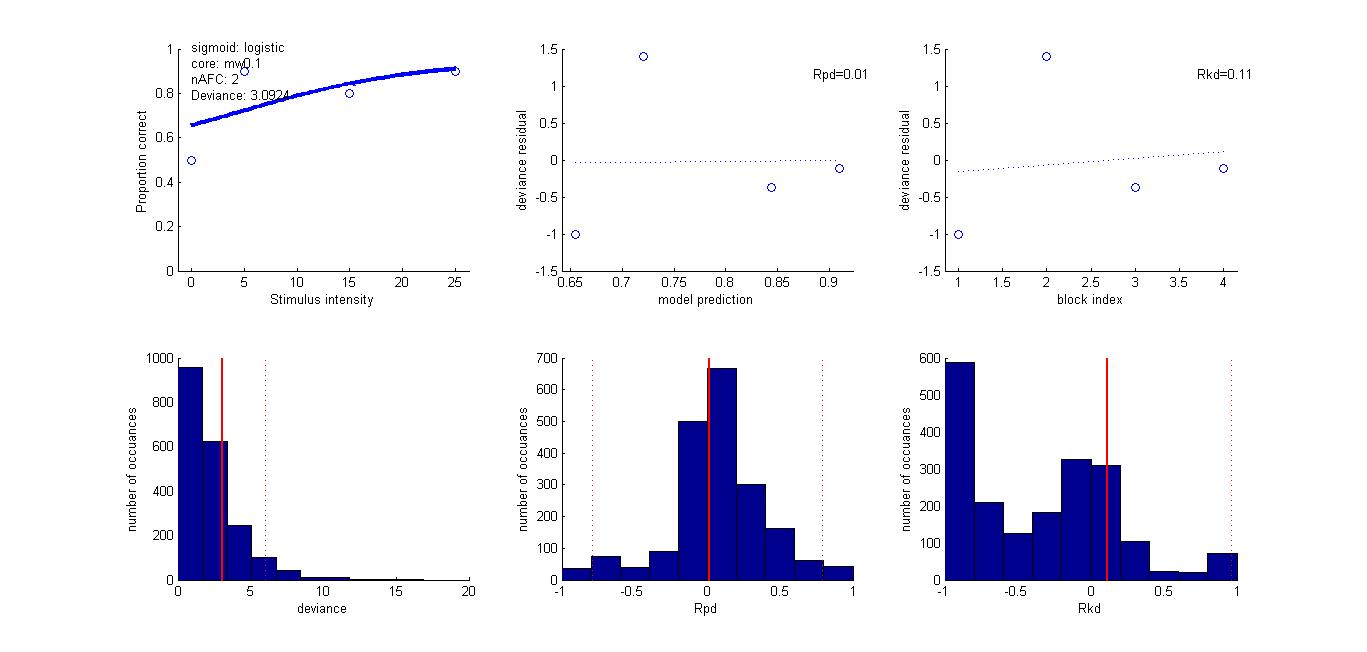 sigmoid: logistic
core: mw0.1
nAFC: 2
Deviance: 3.0924
1
0.8
0.6
0.4
0.2
0
Proportion correct
0 5 10 15 20 25
Stimulus intensity
Rpd=0.01
1.5
1
0.5
0
-0.5
-1
-1.5
deviance residual
0.65 0.7 0.75 0.8 0.85 0.9
model prediction
Rkd=0.11
1.5
1
0.5
0
-0.5
-1
-1.5
deviance residual
1 1.5 2 2.5 3 3.5 4
block index
1000
800
600
400
200
0
number of occuances
0 5 10 15 20
deviance
700
600
500
400
300
200
100
0
number of occuances
-1 -0.5 0 0.5 1
Rpd
600
500
400
300
200
100
0
number of occuances
-1 -0.5 0 0.5 1
Rkd